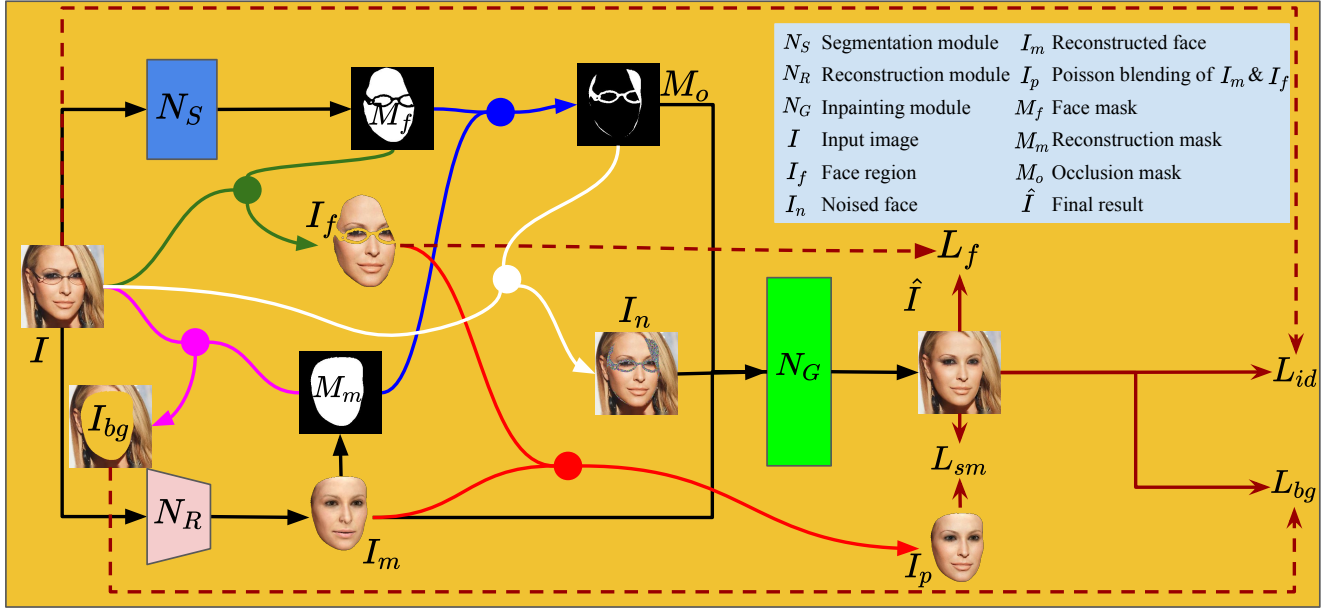 N_S Segmentation module I_m Reconstructed face
N_R Reconstruction module I_p Poisson blending of I_m & I_f
N_G Inpainting module M_f Face mask
I Input image M_m Reconstruction mask
I_f Face region M_o Occlusion mask
I_n Noised face Î Final result
N_S
M_f
M_o
I_f
L_f
Î
I_n
I
N_G
L_id
M_m
I_bg
L_sm
L_bg
N_R
I_m
I_p